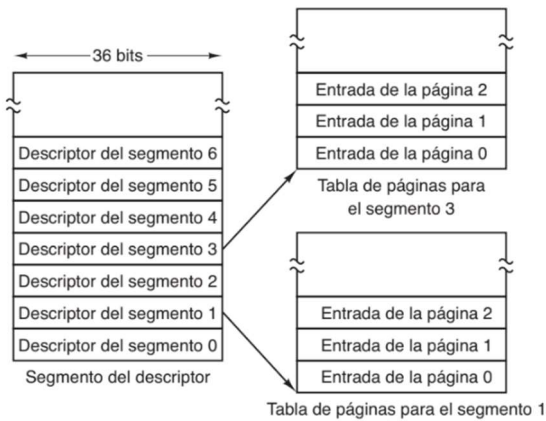 36 bits
Descriptor del segmento 6
Descriptor del segmento 5
Descriptor del segmento 4
Descriptor del segmento 3
Descriptor del segmento 2
Descriptor del segmento 1
Descriptor del segmento 0
Segmento del descriptor
Entrada de la página 2
Entrada de la página 1
Entrada de la página 0
Tabla de páginas para
el segmento 3
Entrada de la página 2
Entrada de la página 1
Entrada de la página 0
Tabla de páginas para el segmento 1